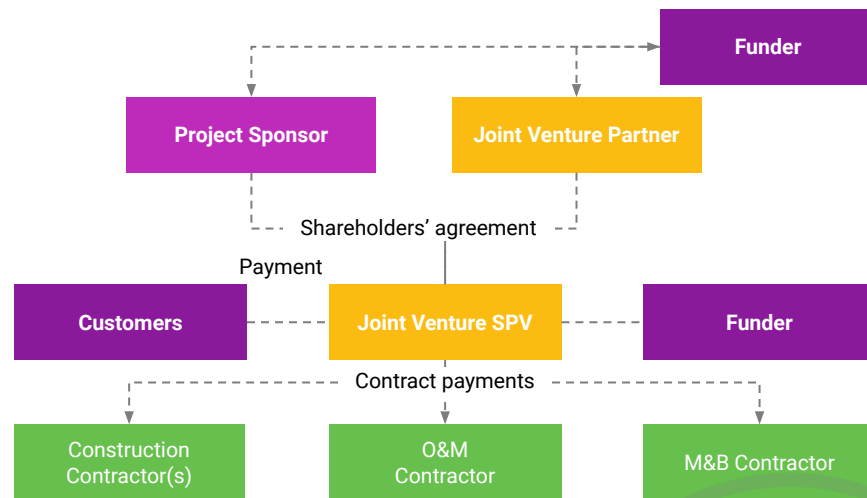 Funder
Project Sponsor
Joint Venture Partner
Shareholders’ agreement
Payment
Customers
Joint Venture SPV
Funder
Contract payments
Construction
Contractor(s)
O&M
Contractor
M&B Contractor